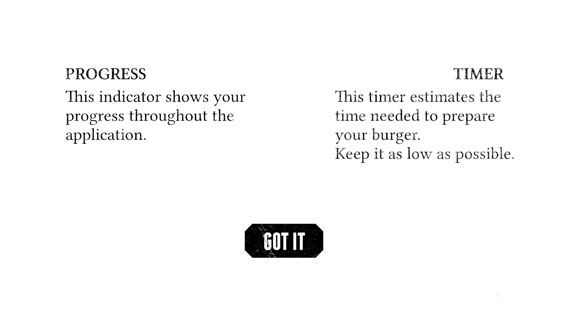 PROGRESS
This indicator shows your
progress throughout the
application.
TIMER
This timer estimates the
time needed to prepare
your burger.
Keep it as low as possible.
GOT IT